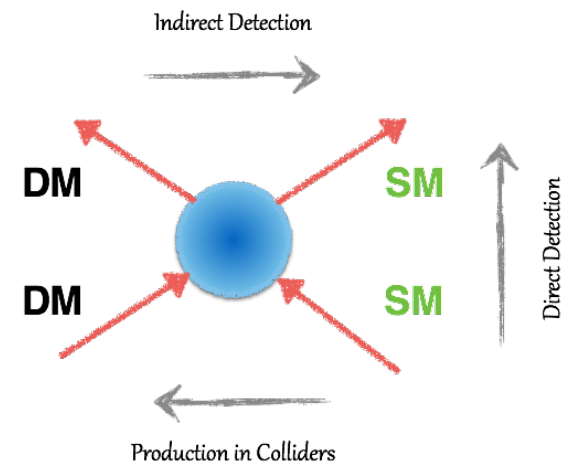 Indirect Detection
DM
SM
DM
SM
Direct Detection
Production in Colliders